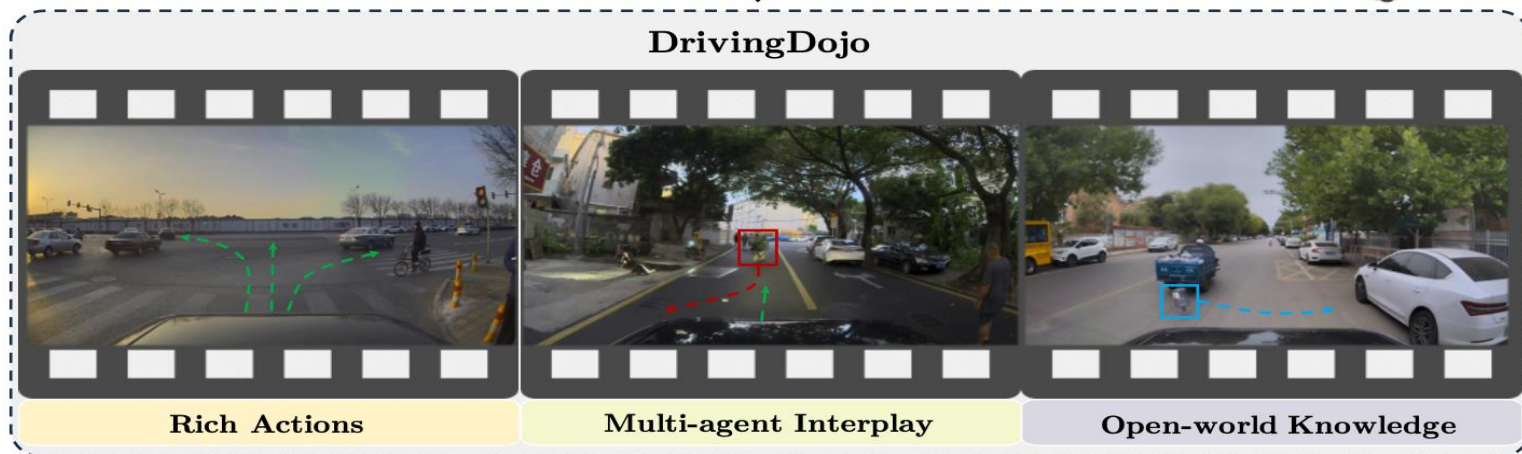 DrivingDojo
Rich Actions
Multi-agent Interplay
Open-world Knowledge